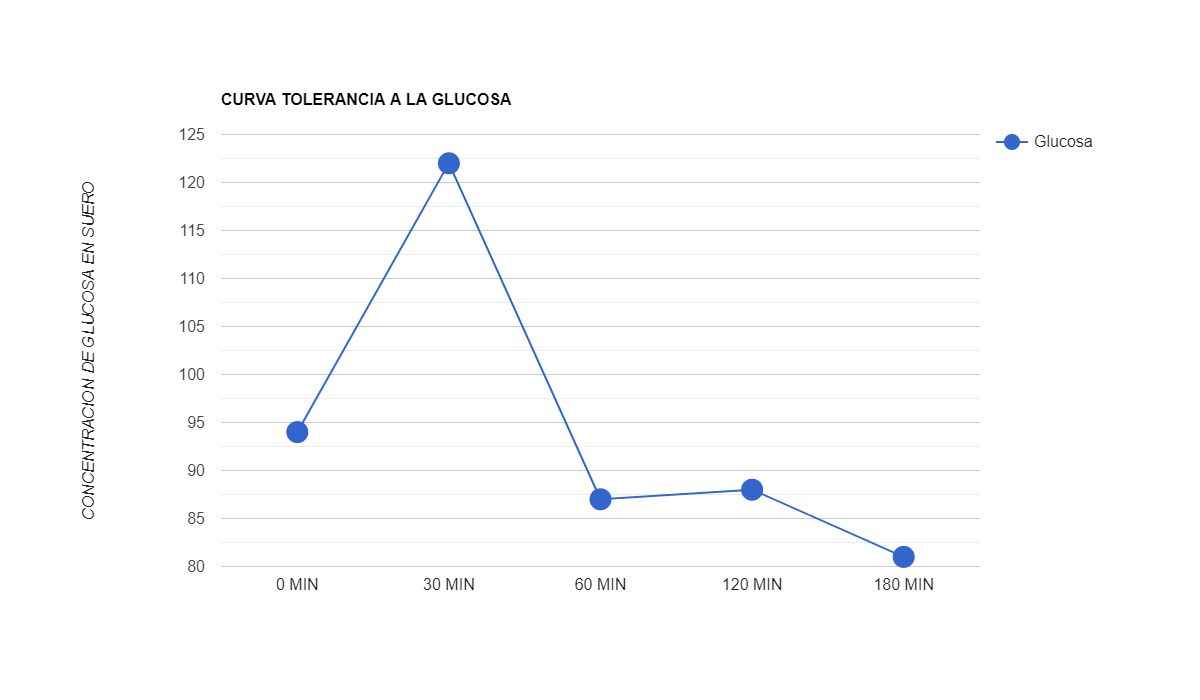 CURVA TOLERANCIA A LA GLUCOSA
Glucosa
CONCENTRACION DE GLUCOSA EN SUERO
125
120
115
110
105
100
95
90
85
80
0 MIN
30 MIN
60 MIN
120 MIN
180 MIN